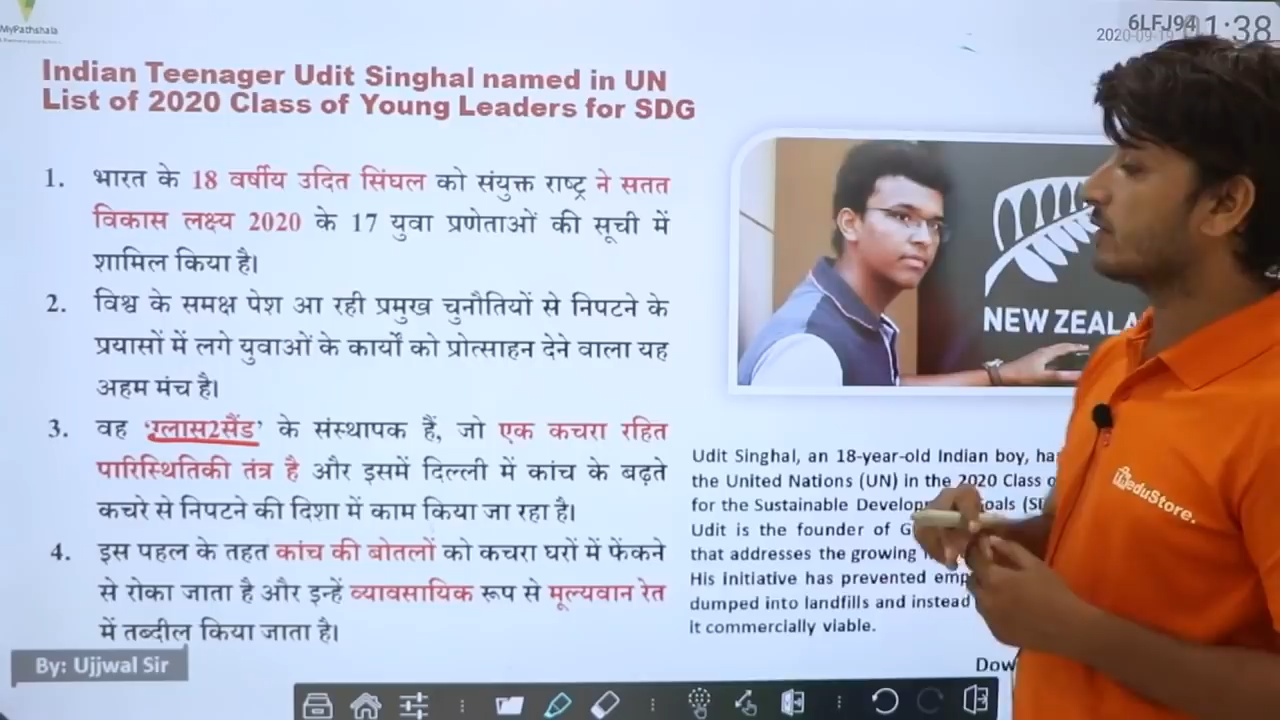 MyPathshala
6LFJ94
2020-09-19
1:38
Indian Teenager Udit Singhal named in UN
List of 2020 Class of Young Leaders for SDG
1. भारत के 18 वर्षीय उदित सिंघल को संयुक्त राष्ट्र ने सतत
विकास लक्ष्य 2020 के 17 युवा प्रणेताओं की सूची में
शामिल किया है।
2. विश्व के समक्ष पेश आ रही प्रमुख चुनौतियों से निपटने के
प्रयासों में लगे युवाओं के कार्यों को प्रोत्साहन देने वाला यह
अहम मंच है।
3. वह ‘ग्लास2सैंड’ के संस्थापक हैं, जो एक कचरा रहित
पारिस्थितिकी तंत्र है और इसमें दिल्ली में कांच के बढ़ते
कचरे से निपटने की दिशा में काम किया जा रहा है।
4. इस पहल के तहत कांच की बोतलों को कचरा घरों में फेंकने
से रोका जाता है और इन्हें व्यावसायिक रूप से मूल्यवान रेत
में तब्दील किया जाता है।
By: Ujjwal Sir
NEW ZEALA
Udit Singhal, an 18-year-old Indian boy, ha
the United Nations (UN) in the 2020 Class o
for the Sustainable Develop oals (SD
Udit is the founder of G
that addresses the growing
His initiative has prevented emp
dumped into landfills and instead
it commercially viable.
Dow
eduStore.